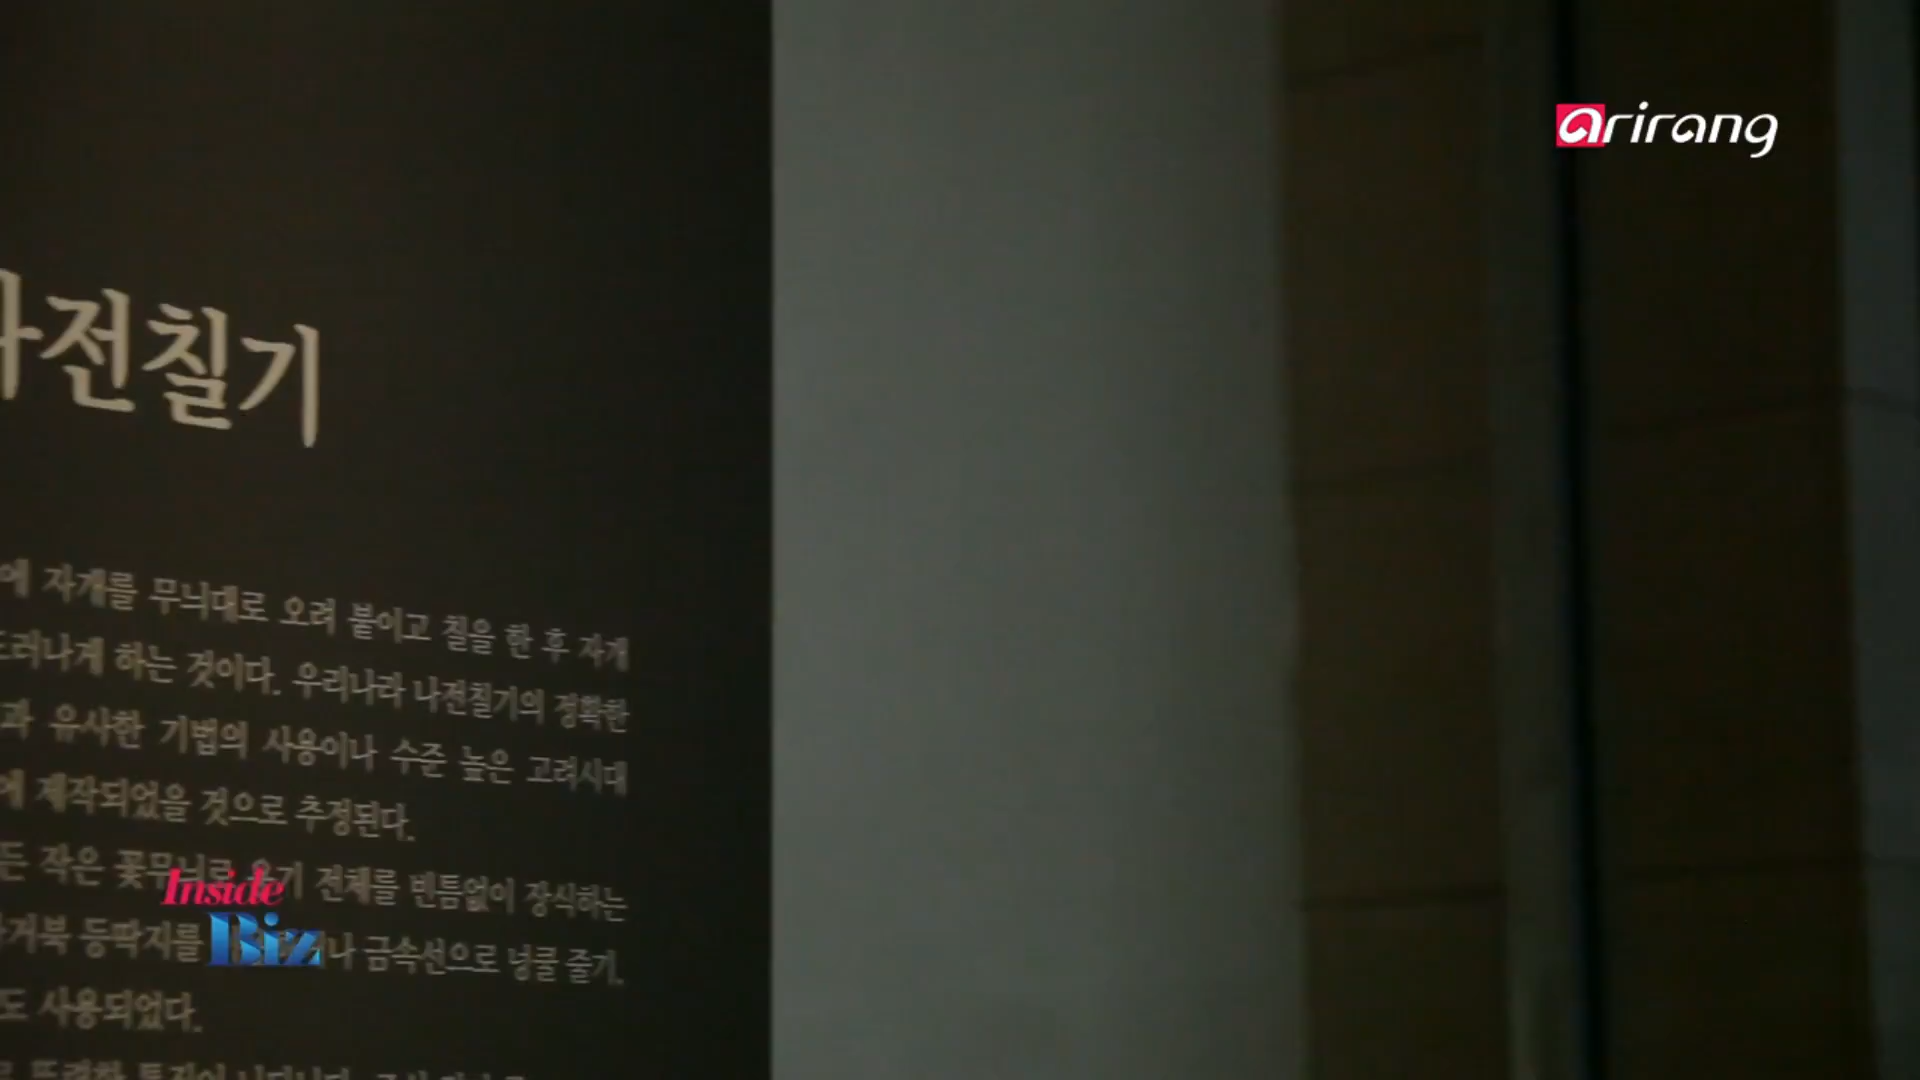 arirang
나전칠기
에 자개를 무늬대로 오려 붙이고 칠을 한 후 자개
드러나게 하는 것이다. 우리나라 나전칠기의 정확한
과 유사한 기법의 사용이나 수준 높은 고려시대
에 제작되었을 것으로 추정된다.
든 작은 꽃무늬로 용기 전체를 빈틈없이 장식하는
거북 등딱지를 금속선으로 넝쿨 줄기,
도 사용되었다.
Inside
Biz